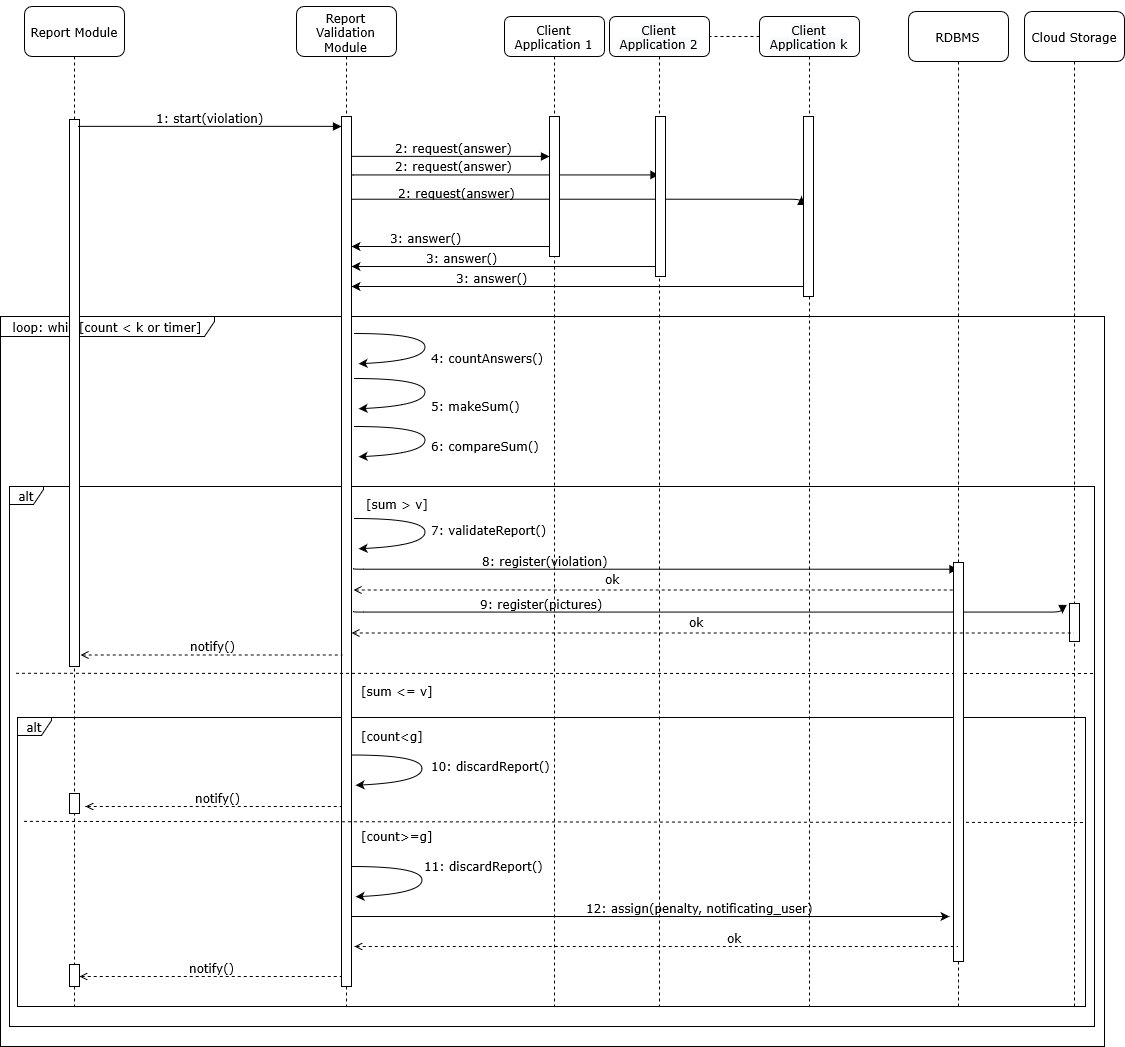 Report Module
Report
Validation
Module
Client
Application 1
Client
Application 2
Client
Application k
RDBMS
Cloud Storage
1: start(violation)
2: request(answer)
2: request(answer)
2: request(answer)
3: answer()
3: answer()
3: answer()
loop: whi [count < k or timer]
4: countAnswers()
5: makeSum()
6: compareSum()
alt
[sum > v]
7: validateReport()
8: register(violation)
ok
9: register(pictures)
ok
notify()
[sum <= v]
alt
[count<g]
10: discardReport()
notify()
[count>=g]
11: discardReport()
12: assign(penalty, notificating_user)
ok
notify()